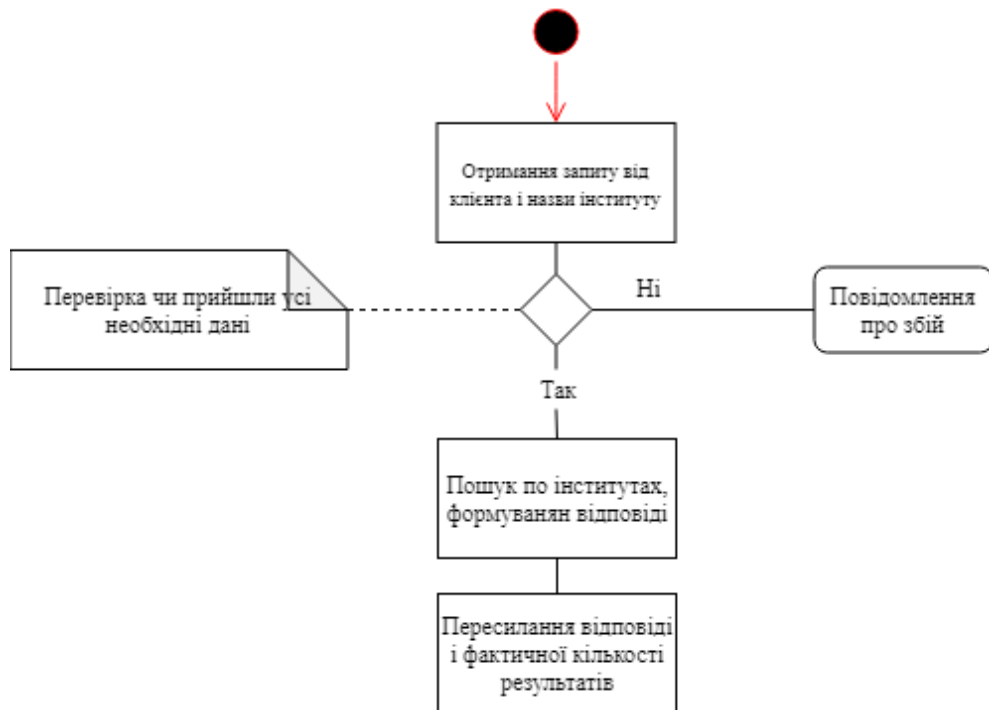 Отримання запиту від
клієнта і назви інституту
Перевірка чи прийшли усі
необхідні дані
Ні
Повідомлення
про збій
Так
Пошук по інститутах,
формуванян відповіді
Пересилання відповіді
і фактичної кількості
результатів